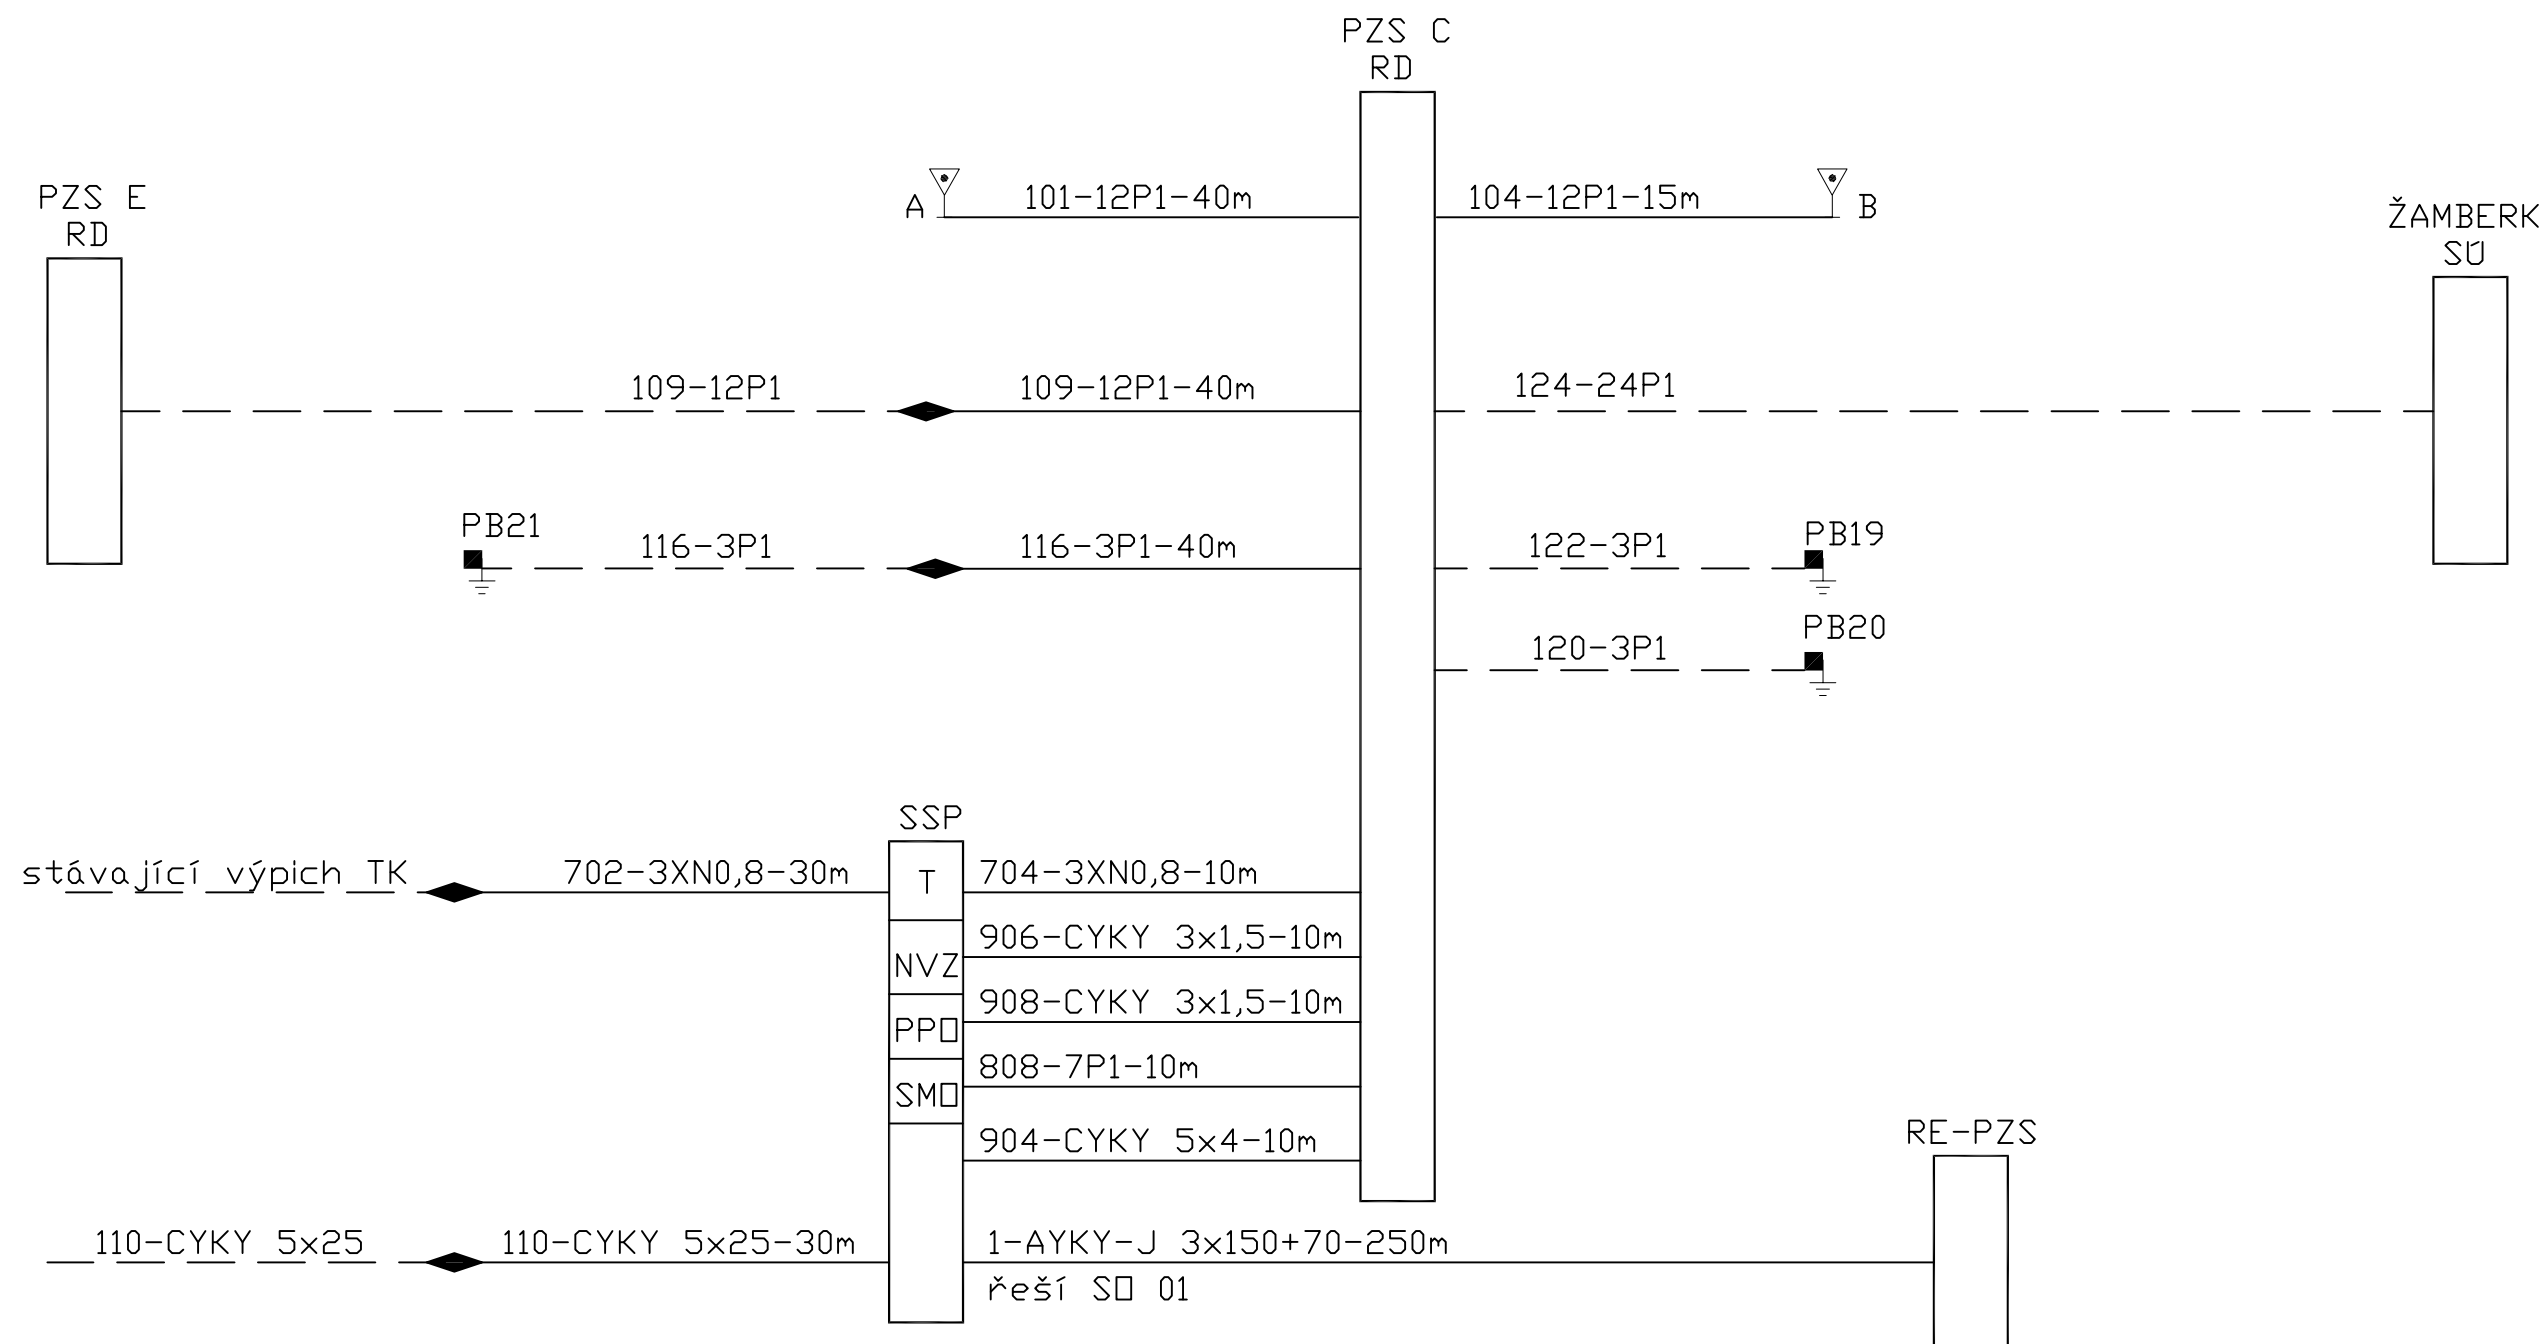 PZS C
RD
PZS E
RD
A
101-12P1-40m
104-12P1-15m
B
ŽAMBERK
SÚ
109-12P1
109-12P1-40m
124-24P1
PB21
116-3P1
116-3P1-40m
122-3P1
PB19
120-3P1
PB20
SSP
stávající výpich TK
702-3XN0,8-30m
T
704-3XN0,8-10m
906-CYKY 3x1,5-10m
NVZ
908-CYKY 3x1,5-10m
PPO
808-7P1-10m
SMO
904-CYKY 5x4-10m
RE-PZS
110-CYKY 5x25
110-CYKY 5x25-30m
1-AYKY-J 3x150+70-250m
řeší SO 01